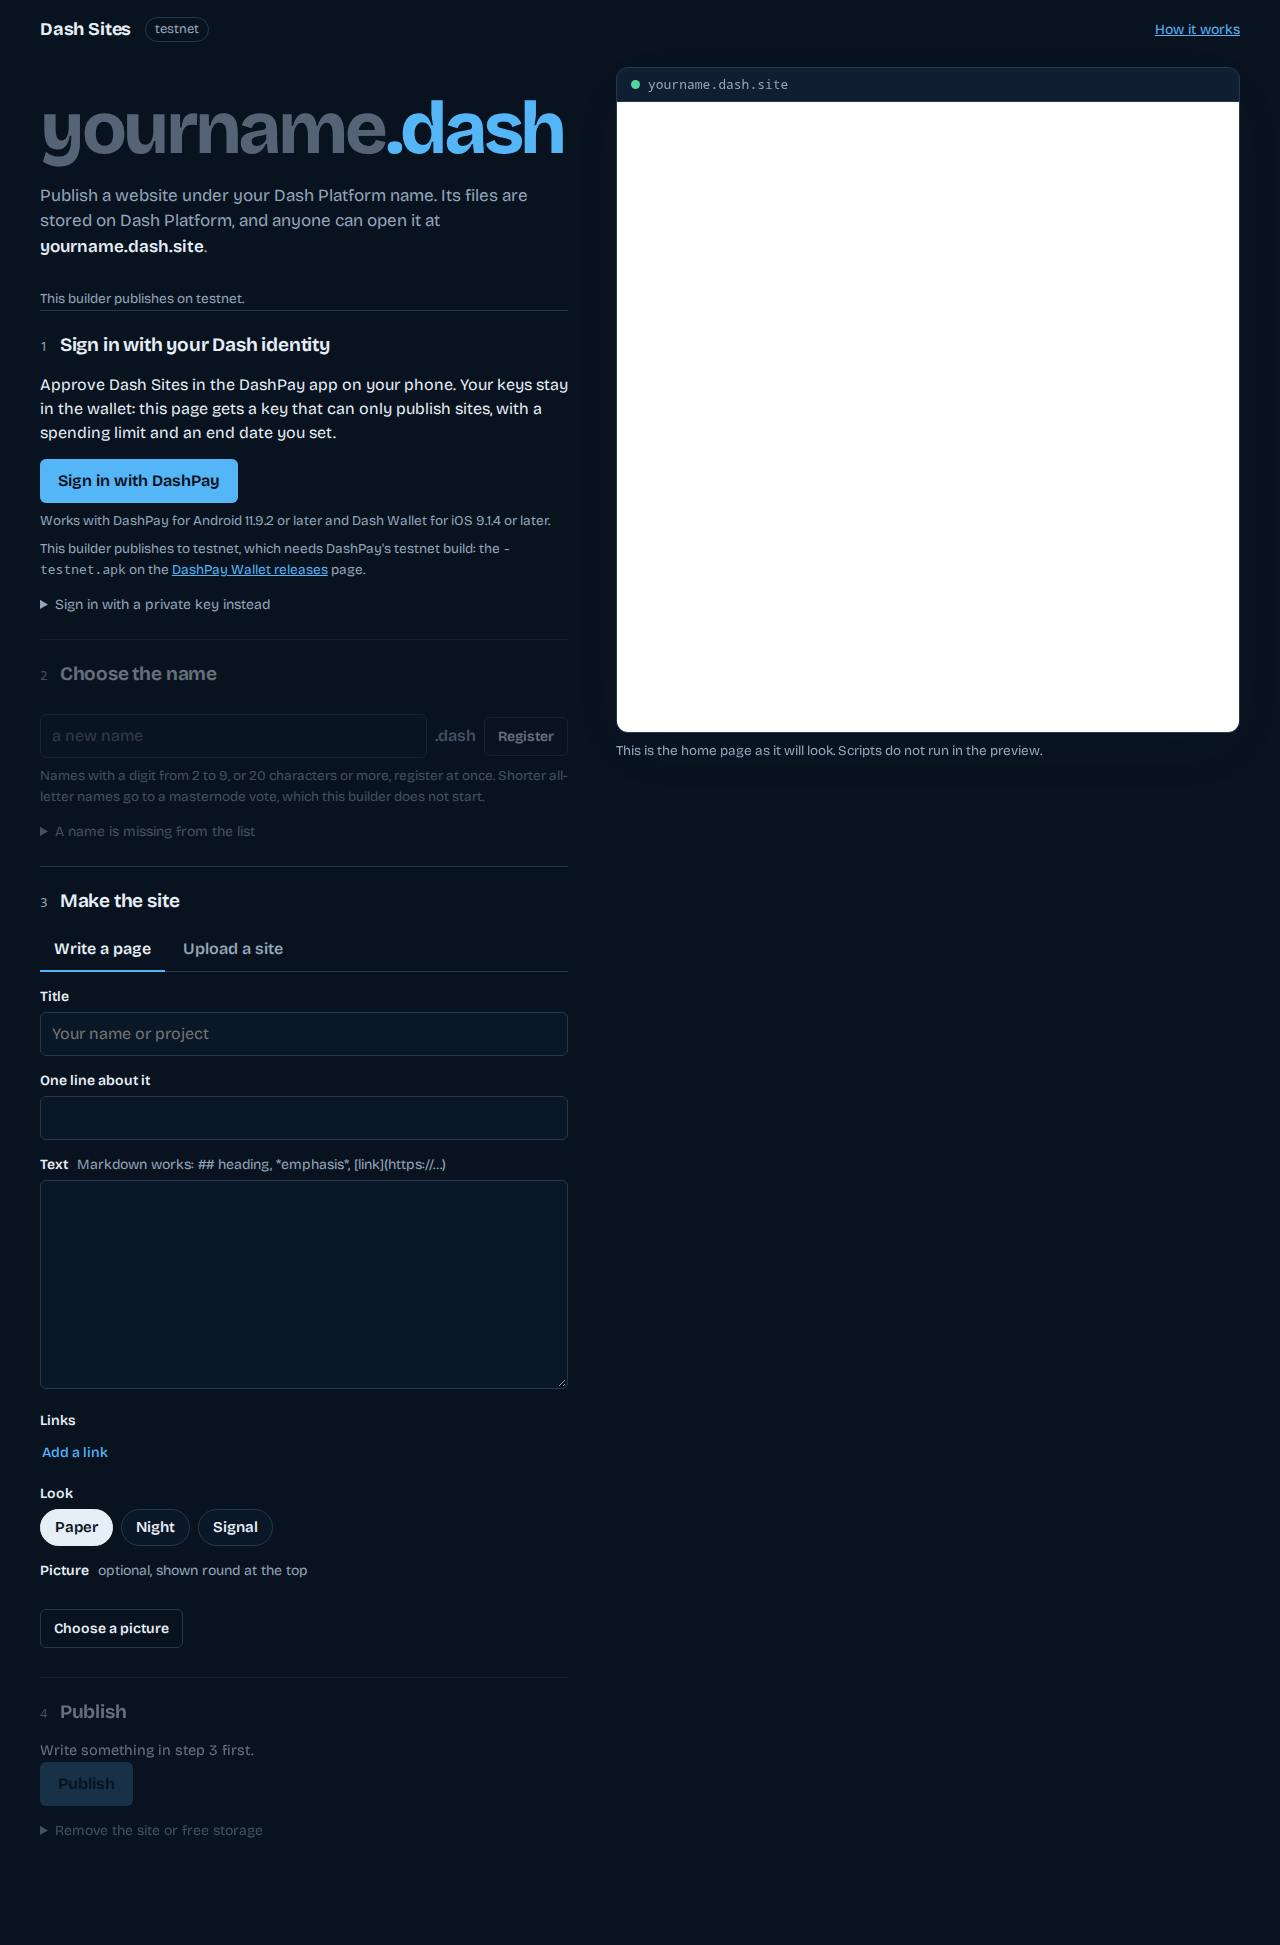 Dash Sites
testnet
How it works
yourname.dash
Publish a website under your Dash Platform name. Its files are
stored on Dash Platform, and anyone can open it at
yourname.dash.site.
This builder publishes on testnet.
1 Sign in with your Dash identity
Approve Dash Sites in the DashPay app on your phone. Your keys stay
in the wallet: this page gets a key that can only publish sites, with a
spending limit and an end date you set.
Sign in with DashPay
Works with DashPay for Android 11.9.2 or later and Dash Wallet for iOS 9.1.4 or later.
This builder publishes to testnet, which needs DashPay's testnet build: the -
testnet.apk on the DashPay Wallet releases page.
Sign in with a private key instead
2 Choose the name
a new name
.dash
Register
Names with a digit from 2 to 9, or 20 characters or more, register at once. Shorter all-
letter names go to a masternode vote, which this builder does not start.
A name is missing from the list
3 Make the site
Write a page
Upload a site
Title
Your name or project
One line about it
Text Markdown works: ## heading, *emphasis*, [link](https://…)
Links
Add a link
Look
Paper
Night
Signal
Picture optional, shown round at the top
Choose a picture
4 Publish
Write something in step 3 first.
Publish
Remove the site or free storage
yourname.dash.site
This is the home page as it will look. Scripts do not run in the preview.